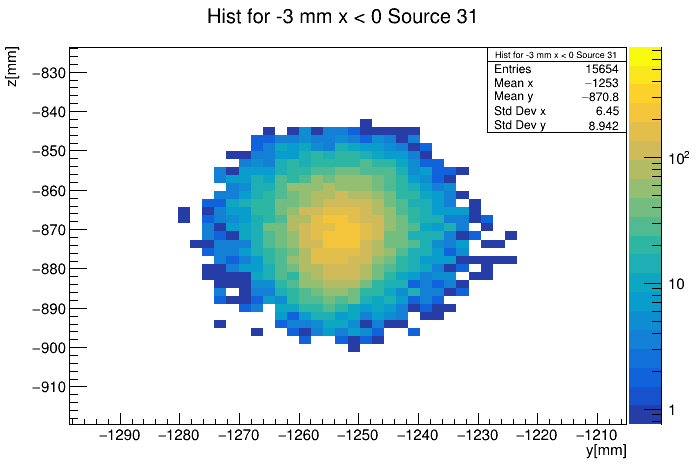 Hist for -3 mm x < 0 Source 31
z[mm]
Hist for -3 mm x < 0 Source 31
Entries 15654
Mean x −1253
Mean y −870.8
Std Dev x 6.45
Std Dev y 8.942
−830
−840
−850
−860
−870
−880
−890
−900
−910
10²
10
1
−1290 −1280 −1270 −1260 −1250 −1240 −1230 −1220 −1210
y[mm]